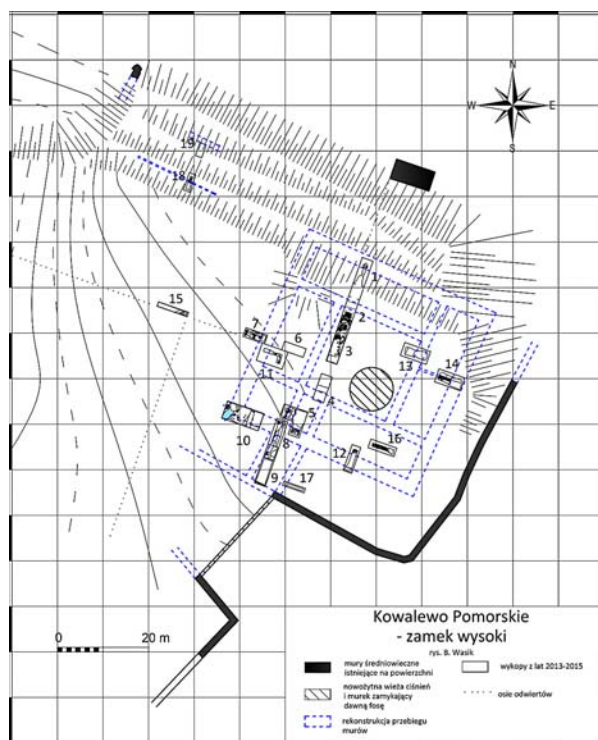 N
W
E
S
19
18
15
1
7
2
6
3
11
13
14
4
5
10
8
16
12
9
17
Kowalewo Pomorskie
- zamek wysoki
rys. B. Wasik
0
20 m
mury średniowieczne
istniejące na powierzchni
wykopy z lat 2013-2015
nowożytna wieża ciśnień
i murek zamykający
dawną fosę
osie odwiertów
rekonstrukcja przebiegu
murów